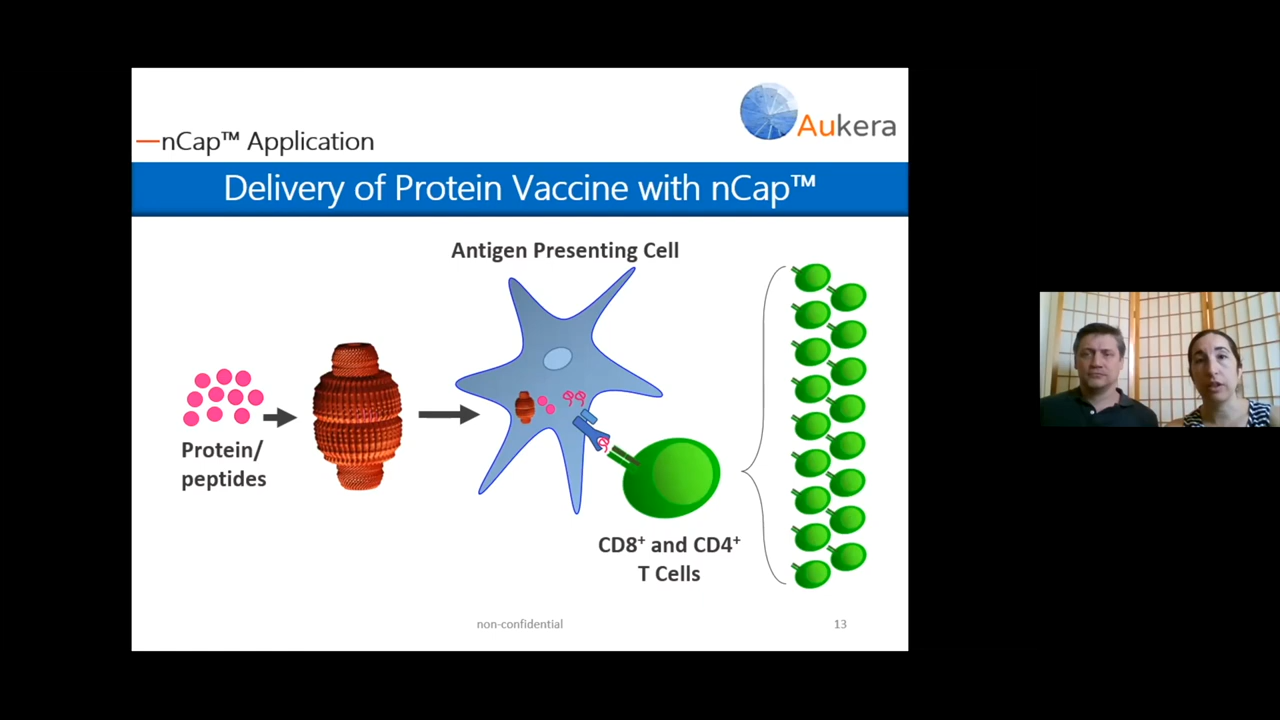 Aukera
—nCap™ Application
Delivery of Protein Vaccine with nCap™
Antigen Presenting Cell
Protein/
peptides
CD8⁺ and CD4⁺
T Cells
non-confidential
13